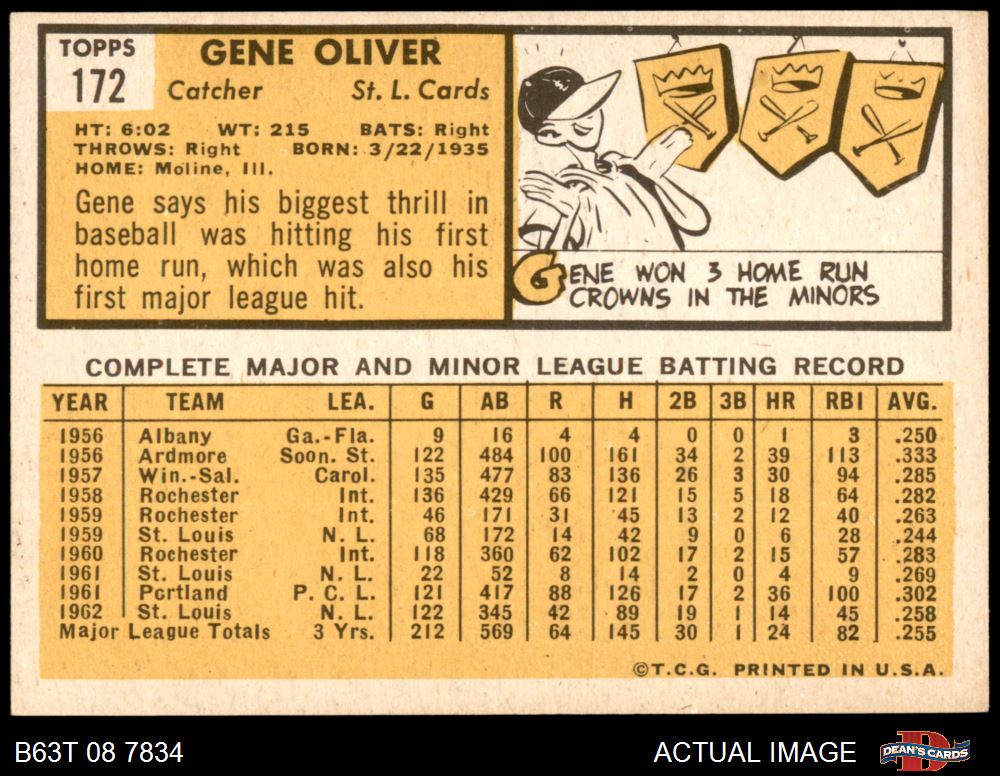 TOPPS
172
GENE OLIVER
Catcher St. L. Cards
HT: 6:02 WT: 215 BATS: Right
THROWS: Right BORN: 3/22/1935
HOME: Moline, Ill.
Gene says his biggest thrill in
baseball was hitting his first
home run, which was also his
first major league hit.
GENE WON 3 HOME RUN
CROWNS IN THE MINORS
COMPLETE MAJOR AND MINOR LEAGUE BATTING RECORD
YEAR TEAM LEA. G AB R H 2B 3B HR RBI AVG.
1956 Albany Ga.-Fla. 9 16 4 4 0 0 1 3 .250
1956 Ardmore Soon. St. 122 484 100 161 34 2 39 113 .333
1957 Win.-Sal. Carol. 135 477 83 136 26 3 30 94 .285
1958 Rochester Int. 136 429 66 121 15 5 18 64 .282
1959 Rochester Int. 46 171 31 45 13 2 12 40 .263
1959 St. Louis N. L. 68 172 14 42 9 0 6 28 .244
1960 Rochester Int. 118 360 62 102 17 2 15 57 .283
1961 St. Louis N. L. 22 52 8 14 2 0 4 9 .269
1961 Portland P. C. L. 121 417 88 126 17 2 36 100 .302
1962 St. Louis N. L. 122 345 42 89 19 1 14 45 .258
Major League Totals 3 Yrs. 212 569 64 145 30 1 24 82 .255
©T.C.G. PRINTED IN U.S.A.
B63T 08 7834 ACTUAL IMAGE DEAN'S CARDS